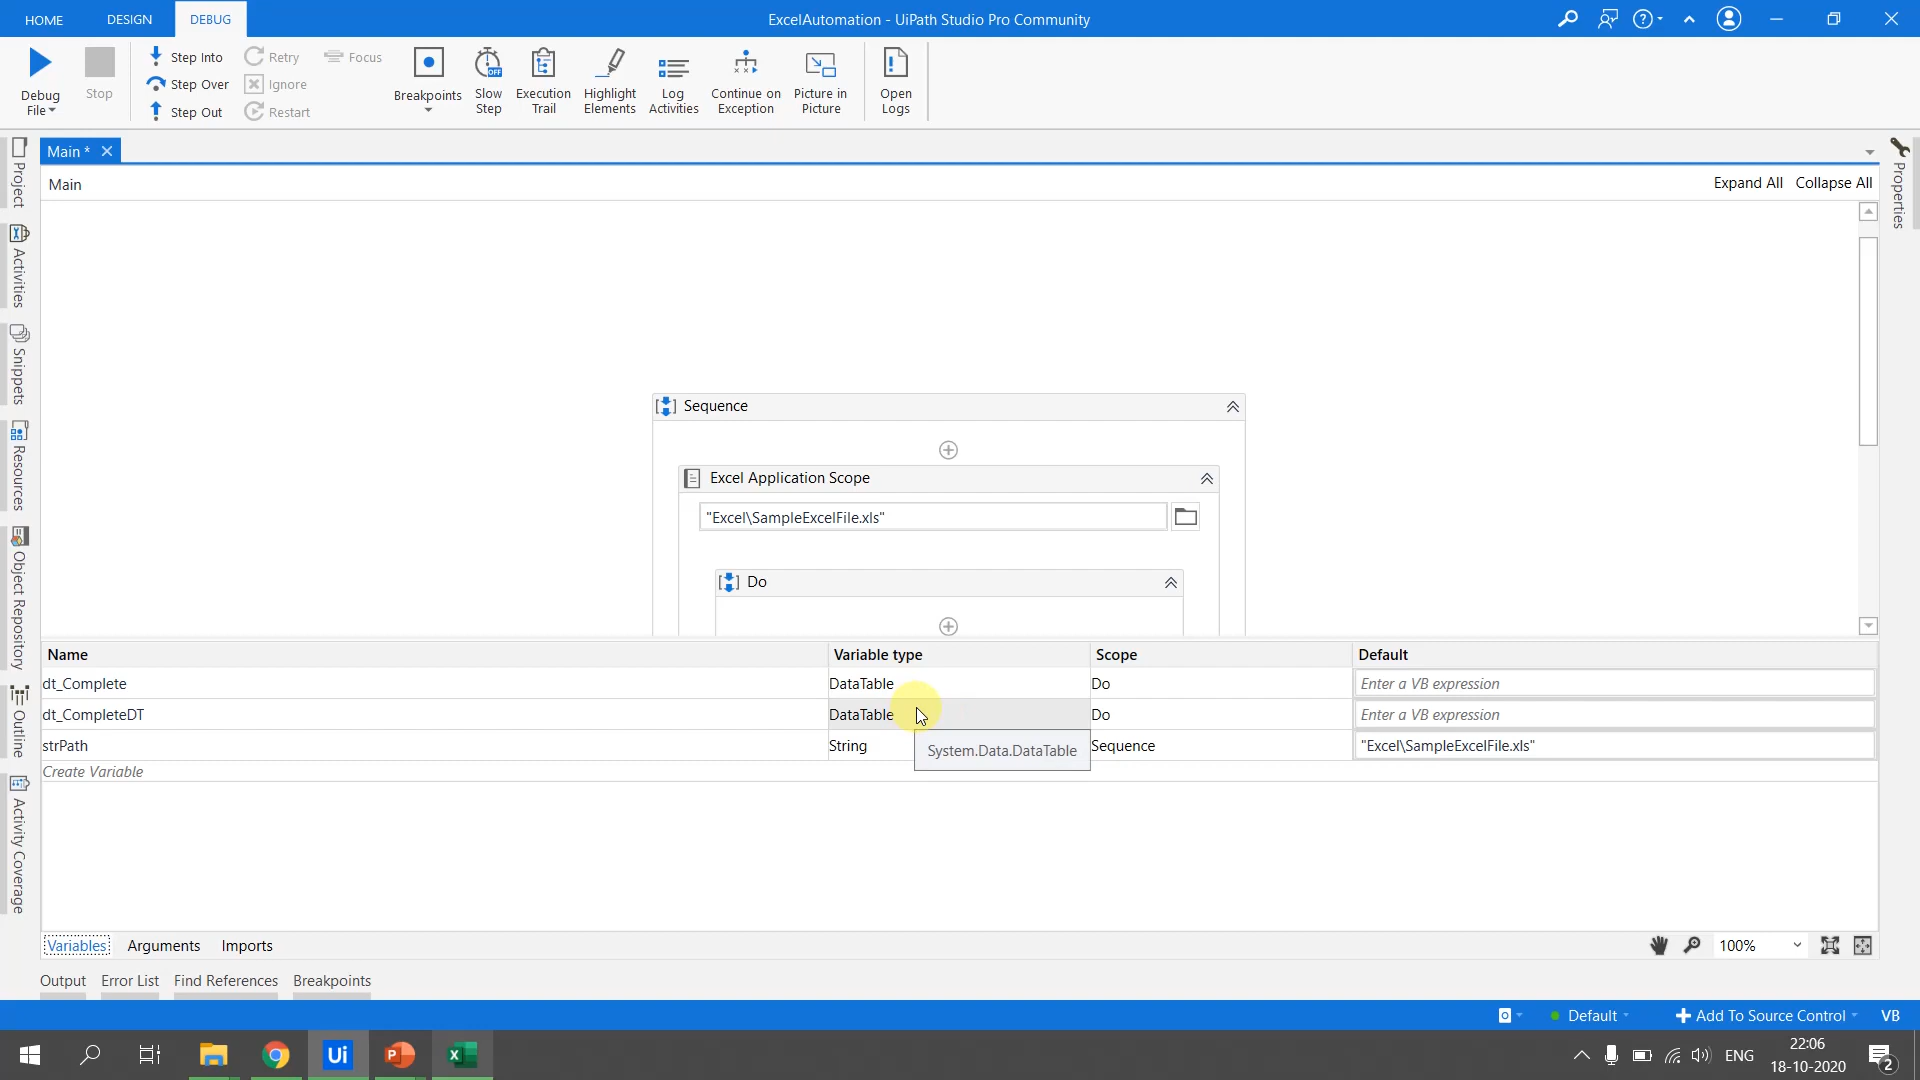 HOME DESIGN DEBUG ExcelAutomation - UiPath Studio Pro Community
Debug File
Stop
Step Into
Step Over
Step Out
Retry
Ignore
Restart
Focus
Breakpoints
Slow Step
OFF
Execution Trail
Highlight Elements
Log Activities
Continue on Exception
Picture in Picture
Open Logs
Main *
Main
Expand All Collapse All
Project
Activities
Snippets
Resources
Object Repository
Outline
Activity Coverage
Properties
Sequence
Excel Application Scope
"Excel\SampleExcelFile.xls"
Do
Name Variable type Scope Default
dt_Complete DataTable Do Enter a VB expression
dt_CompleteDT DataTable Do Enter a VB expression
strPath String Sequence "Excel\SampleExcelFile.xls"
System.Data.DataTable
Create Variable
Variables Arguments Imports
100%
Output Error List Find References Breakpoints
Default Add To Source Control VB
Ui P X
ENG
22:06
18-10-2020
2